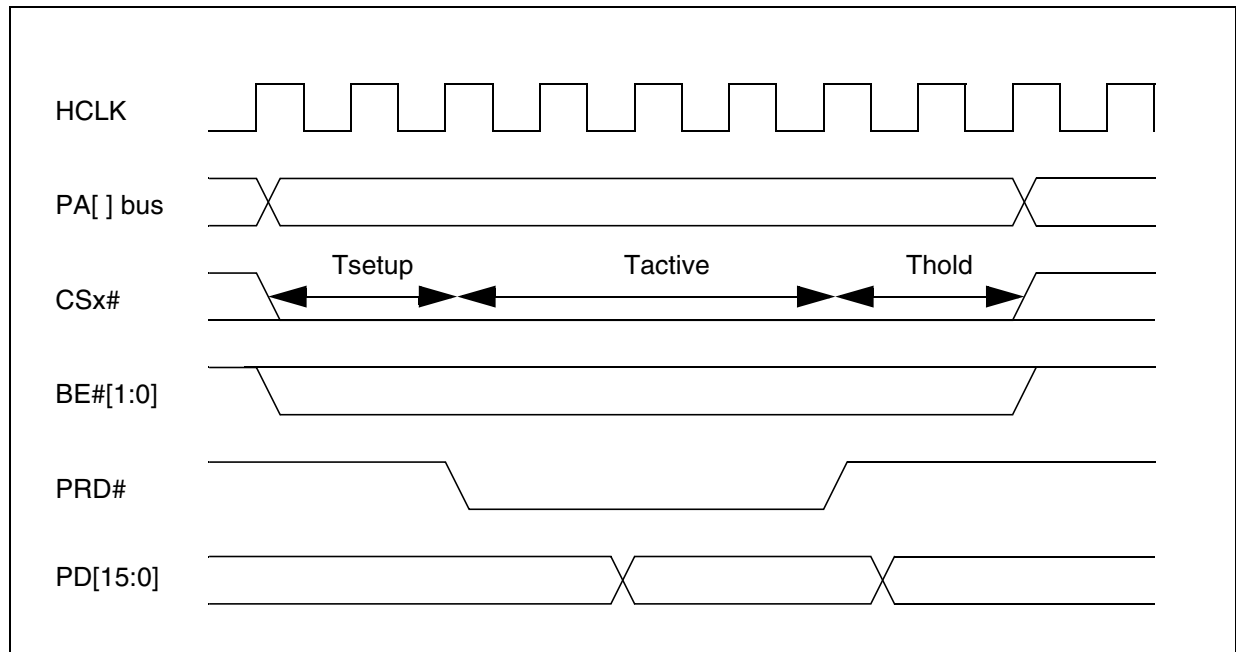 HCLK
PA[ ] bus
Tsetup Tactive Thold
CSx#
BE#[1:0]
PRD#
PD[15:0]